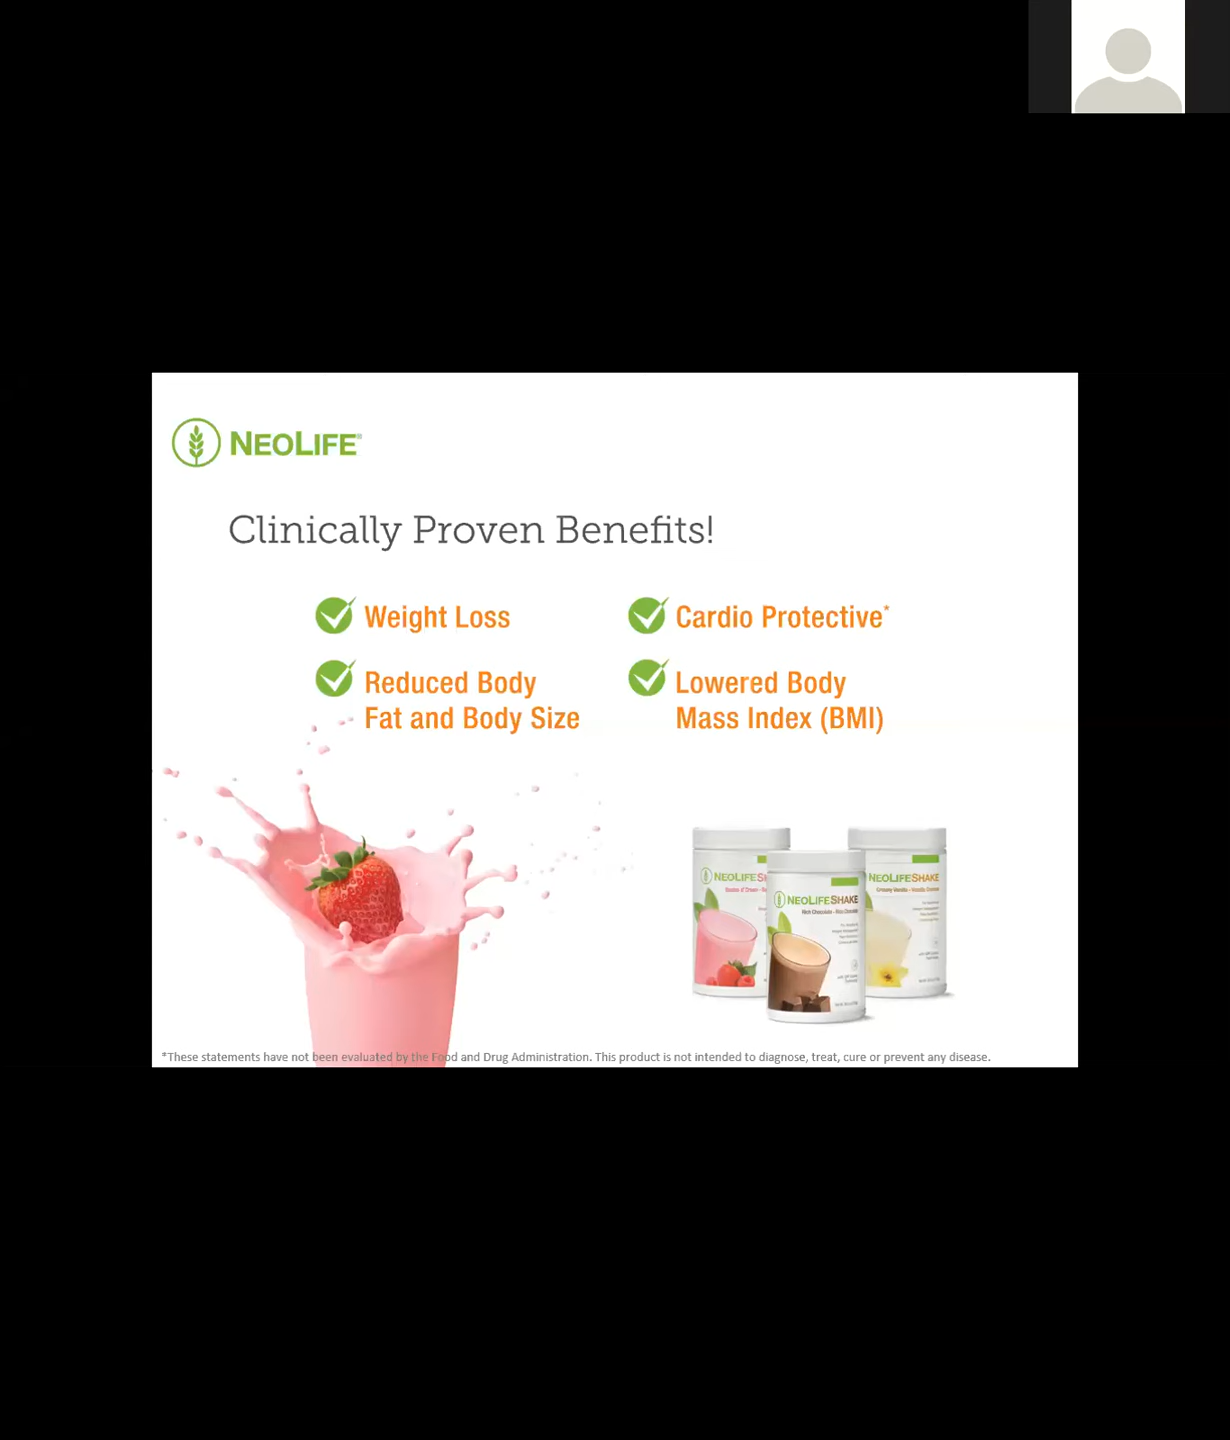 NEOLIFE®
Clinically Proven Benefits!
Weight Loss
Cardio Protective*
Reduced Body
Fat and Body Size
Lowered Body
Mass Index (BMI)
NEOLIFESH
NEOLIFESHAKE
Rich Chocolate
NEOLIFESHAKE
Creamy Vanilla
*These statements have not been evaluated by the Food and Drug Administration. This product is not intended to diagnose, treat, cure or prevent any disease.